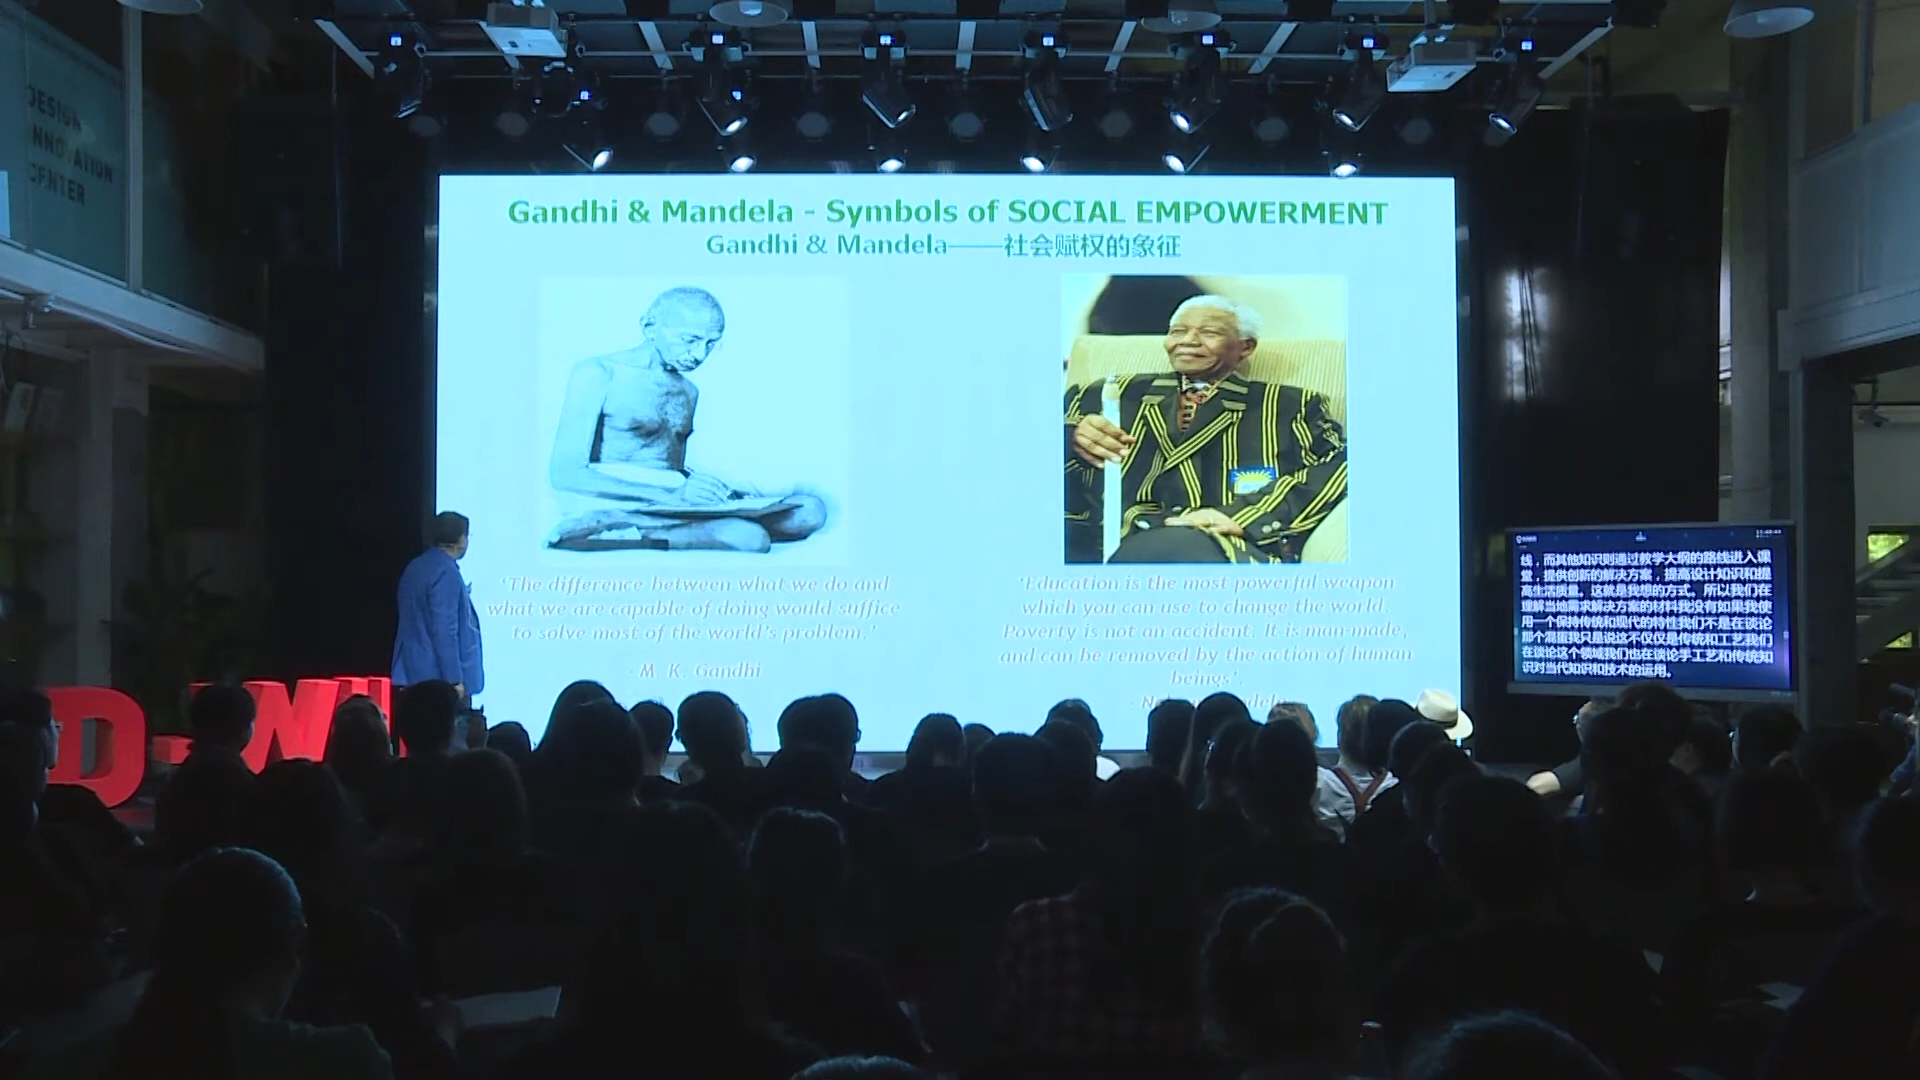 DESIGN
INNOVATION
CENTER
Gandhi & Mandela - Symbols of SOCIAL EMPOWERMENT
Gandhi & Mandela——社会赋权的象征
‘The difference between what we do and
what we are capable of doing would suffice
to solve most of the world’s problem.’
- M. K. Gandhi
‘Education is the most powerful weapon
which you can use to change the world.
Poverty is not an accident. It is man-made,
and can be removed by the action of human
beings’.
线，而其他知识则通过教学大纲的路线进入课
堂，提供创新的解决方案，提高设计知识和提
高生活质量。这就是我想的方式。所以我们在
理解当地需求解决方案的材料我没有如果我使
用一个保持传统和现代的特性我们不是在谈论
那个混蛋我只是说这不仅仅是传统和工艺我们
在谈论这个领域我们也在谈论手工艺和传统知
识对当代知识和技术的运用。
D-W